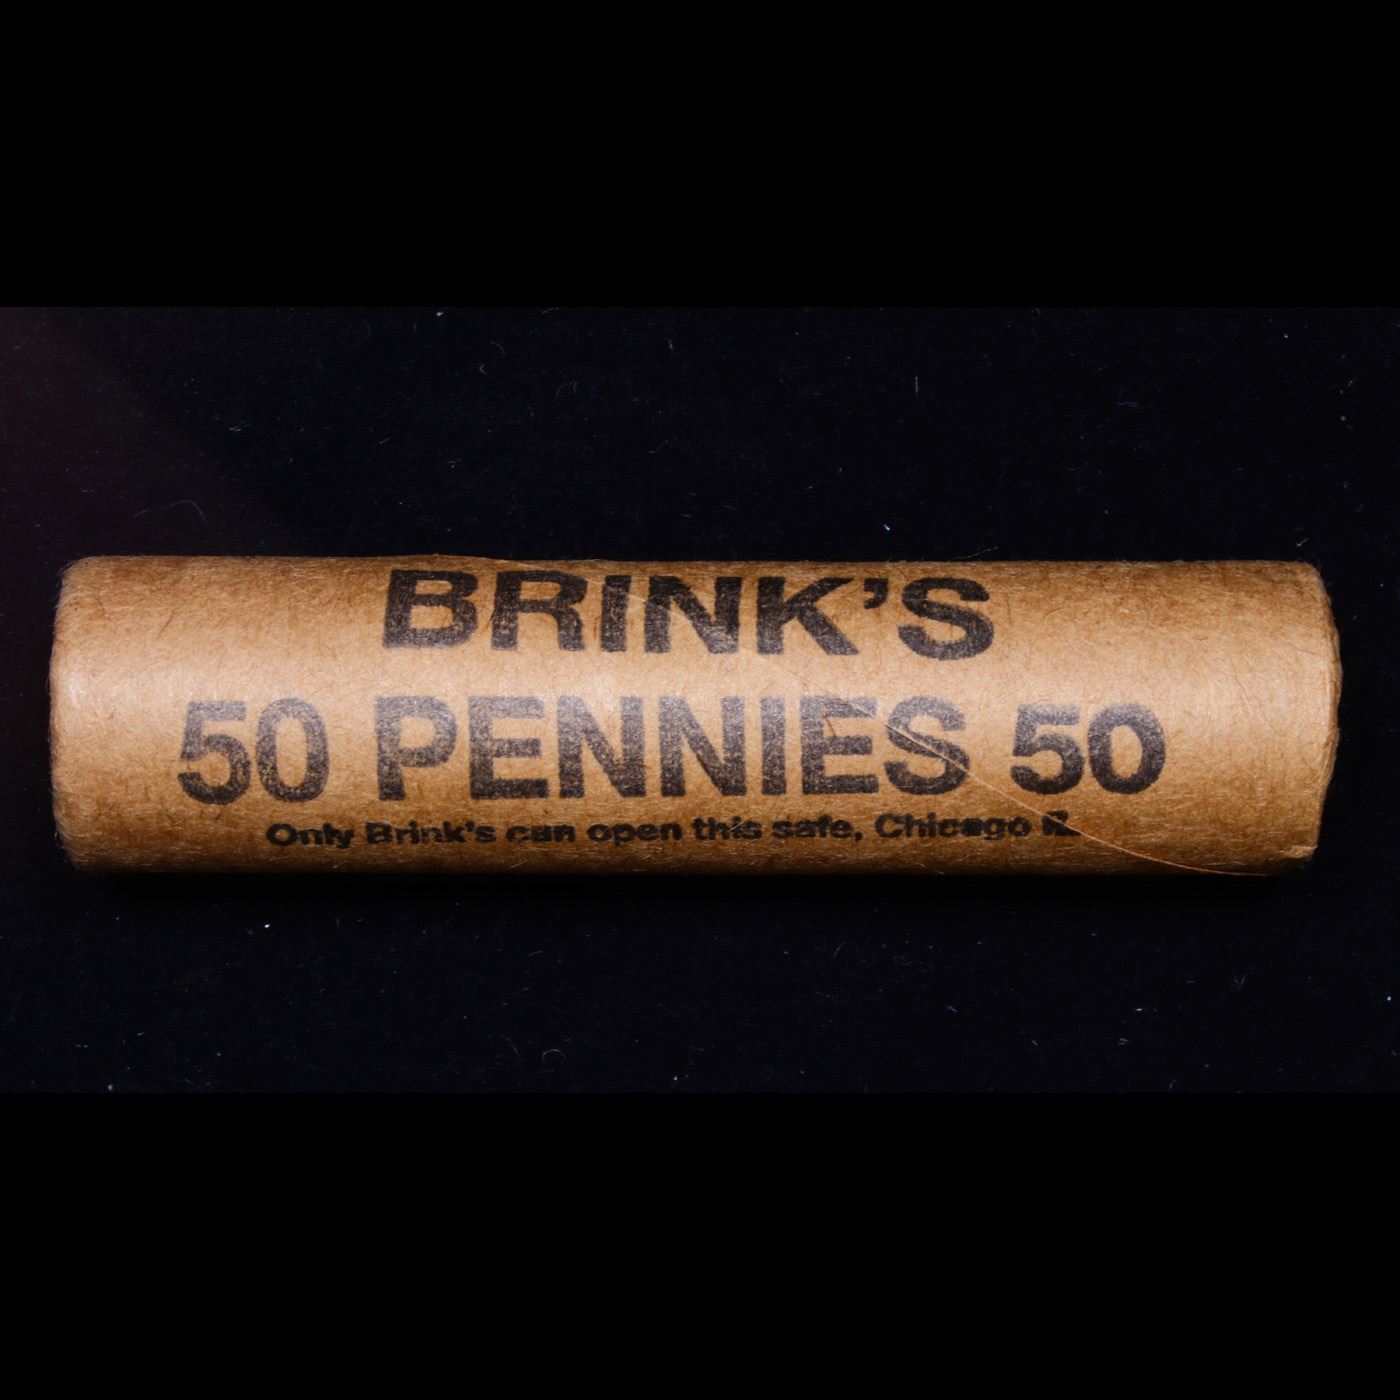 BRINK'S
50 PENNIES 50
Only Brink's can open this safe, Chicago